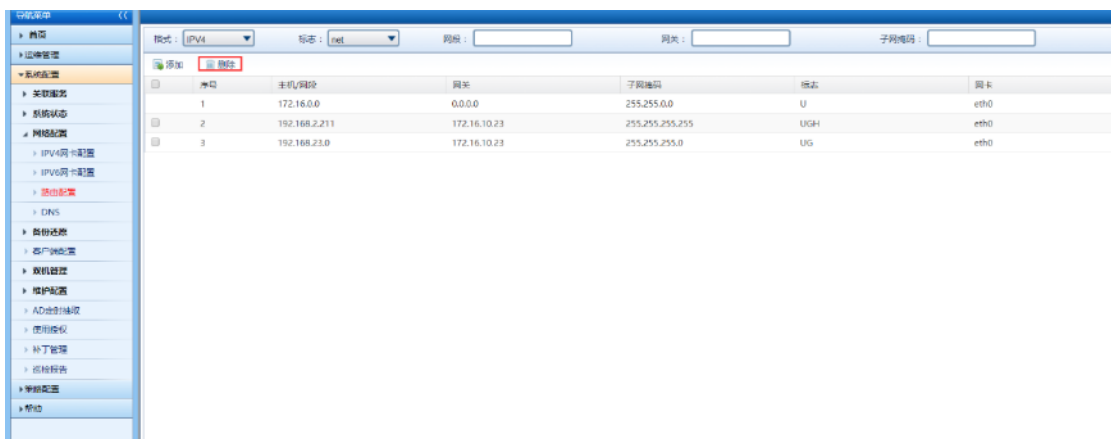 导航菜单
首页
运维管理
系统配置
关联服务
系统状态
网络配置
IPV4网卡配置
IPV6网卡配置
路由配置
DNS
备份还原
客户端配置
双机管理
维护配置
AD定时抽取
使用授权
补丁管理
巡检报告
策略配置
帮助
模式： IPV4 标志： net 网段： 网关： 子网掩码：
添加 删除
序号 主机/网段 网关 子网掩码 标志 网卡
1 172.16.0.0 0.0.0.0 255.255.0.0 U eth0
2 192.168.2.211 172.16.10.23 255.255.255.255 UGH eth0
3 192.168.23.0 172.16.10.23 255.255.255.0 UG eth0